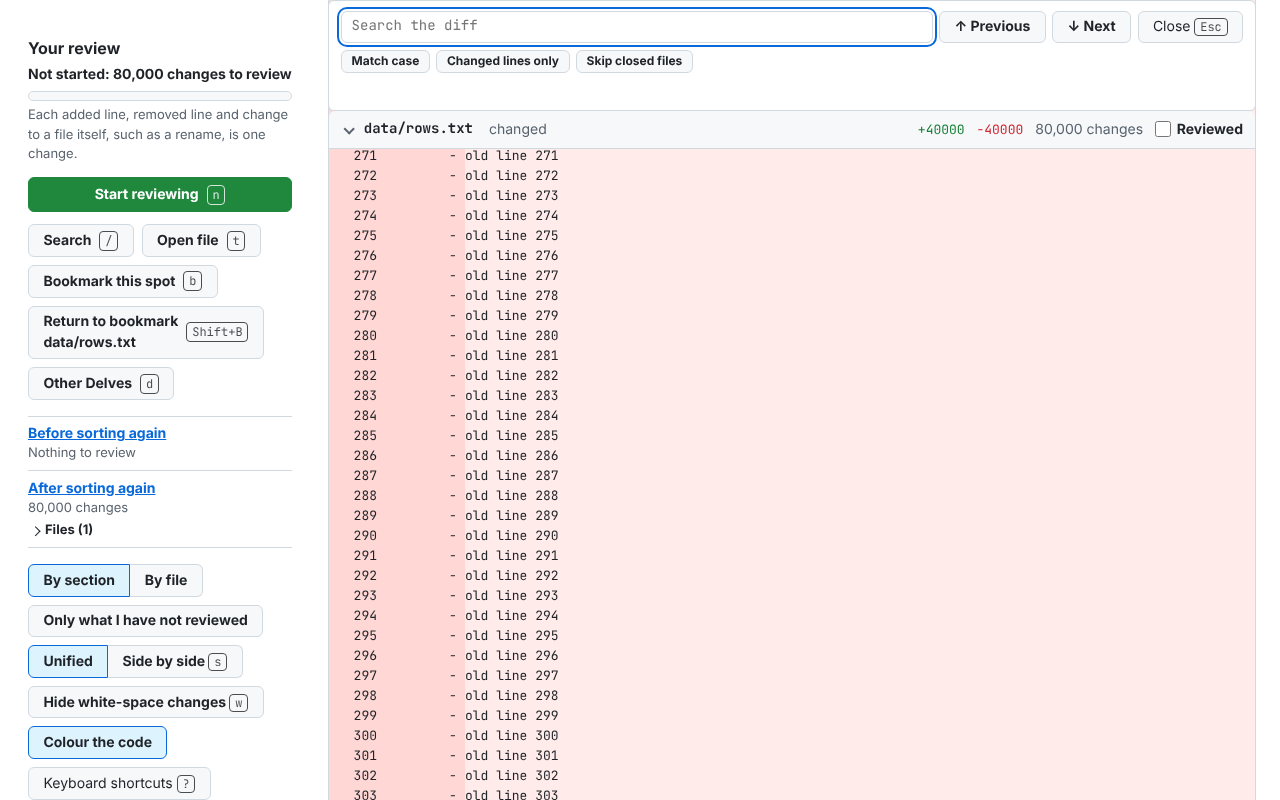 Your review
Not started: 80,000 changes to review
Each added line, removed line and change
to a file itself, such as a rename, is one
change.
Start reviewing n
Search / Open file t
Bookmark this spot b
Return to bookmark
data/rows.txt Shift+B
Other Delves d
Before sorting again
Nothing to review
After sorting again
80,000 changes
Files (1)
By section By file
Only what I have not reviewed
Unified Side by side s
Hide white-space changes w
Colour the code
Keyboard shortcuts ?
Search the diff ↑ Previous ↓ Next Close Esc
Match case Changed lines only Skip closed files
data/rows.txt changed +40000 -40000 80,000 changes Reviewed
271 - old line 271
272 - old line 272
273 - old line 273
274 - old line 274
275 - old line 275
276 - old line 276
277 - old line 277
278 - old line 278
279 - old line 279
280 - old line 280
281 - old line 281
282 - old line 282
283 - old line 283
284 - old line 284
285 - old line 285
286 - old line 286
287 - old line 287
288 - old line 288
289 - old line 289
290 - old line 290
291 - old line 291
292 - old line 292
293 - old line 293
294 - old line 294
295 - old line 295
296 - old line 296
297 - old line 297
298 - old line 298
299 - old line 299
300 - old line 300
301 - old line 301
302 - old line 302
303 - old line 303